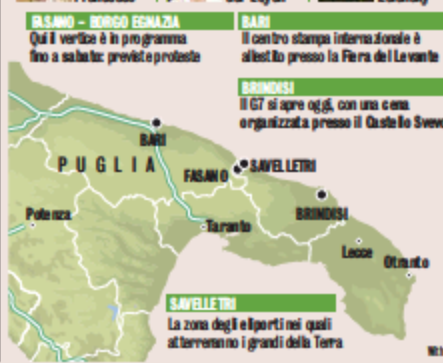 FASANO – BORGO EGNAZIA
Qui il vertice è in programma
fino a sabato: previste proteste
BARI
Il centro stampa internazionale è
allestito presso la Fiera del Levante
BRINDISI
Il G7 si apre oggi, con una cena
organizzata presso il Castello Svevo
BARI
PUGLIA
FASANO
SAVELLETRI
BRINDISI
Potenza
Taranto
Lecce
Otranto
SAVELLETRI
La zona degli eliporti nei quali
atterreranno i grandi della Terra